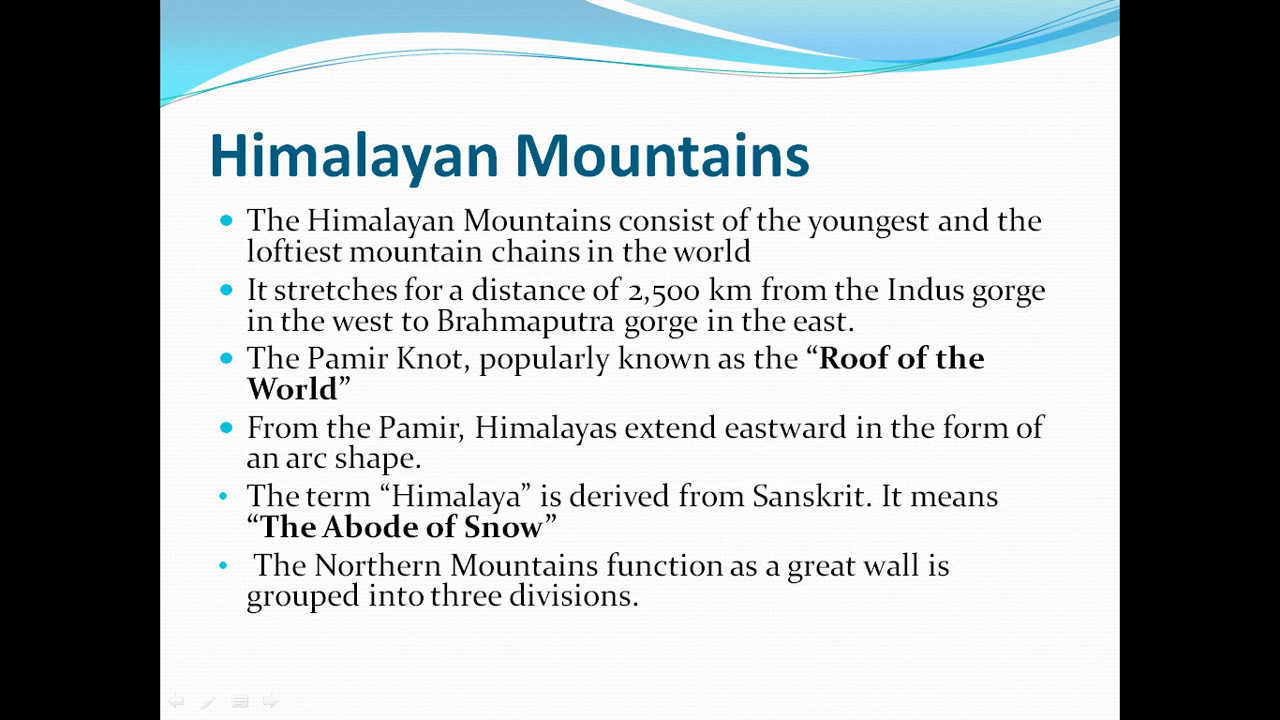 Himalayan Mountains
The Himalayan Mountains consist of the youngest and the
loftiest mountain chains in the world
It stretches for a distance of 2,500 km from the Indus gorge
in the west to Brahmaputra gorge in the east.
The Pamir Knot, popularly known as the “Roof of the
World”
From the Pamir, Himalayas extend eastward in the form of
an arc shape.
The term “Himalaya” is derived from Sanskrit. It means
“The Abode of Snow”
The Northern Mountains function as a great wall is
grouped into three divisions.